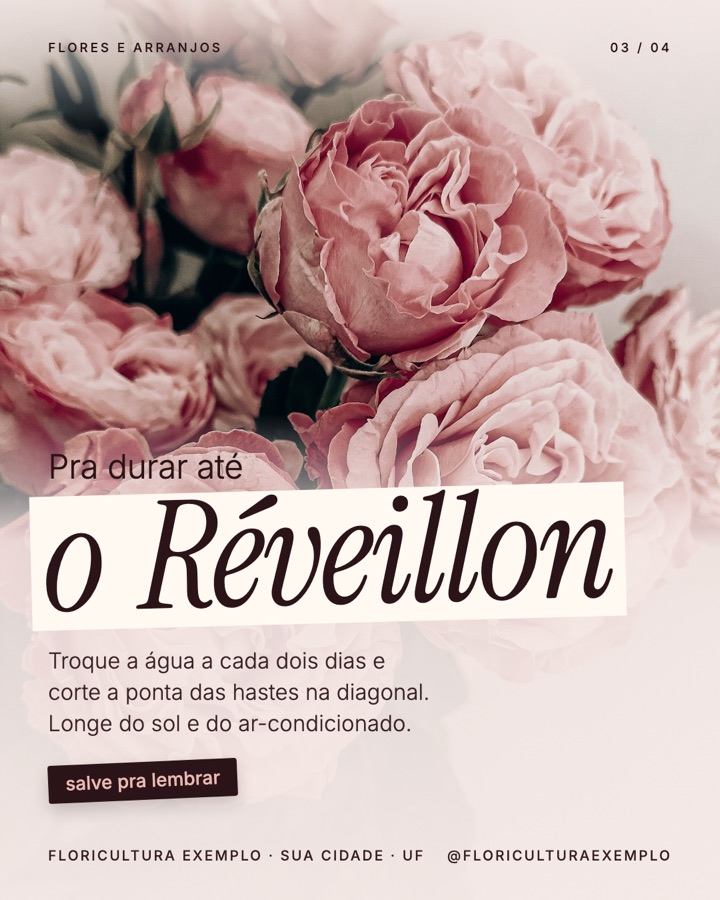 FLORES E ARRANJOS
03 / 04
Pra durar até
o Réveillon
Troque a água a cada dois dias e
corte a ponta das hastes na diagonal.
Longe do sol e do ar-condicionado.
salve pra lembrar
FLORICULTURA EXEMPLO · SUA CIDADE · UF
@FLORICULTURAEXEMPLO